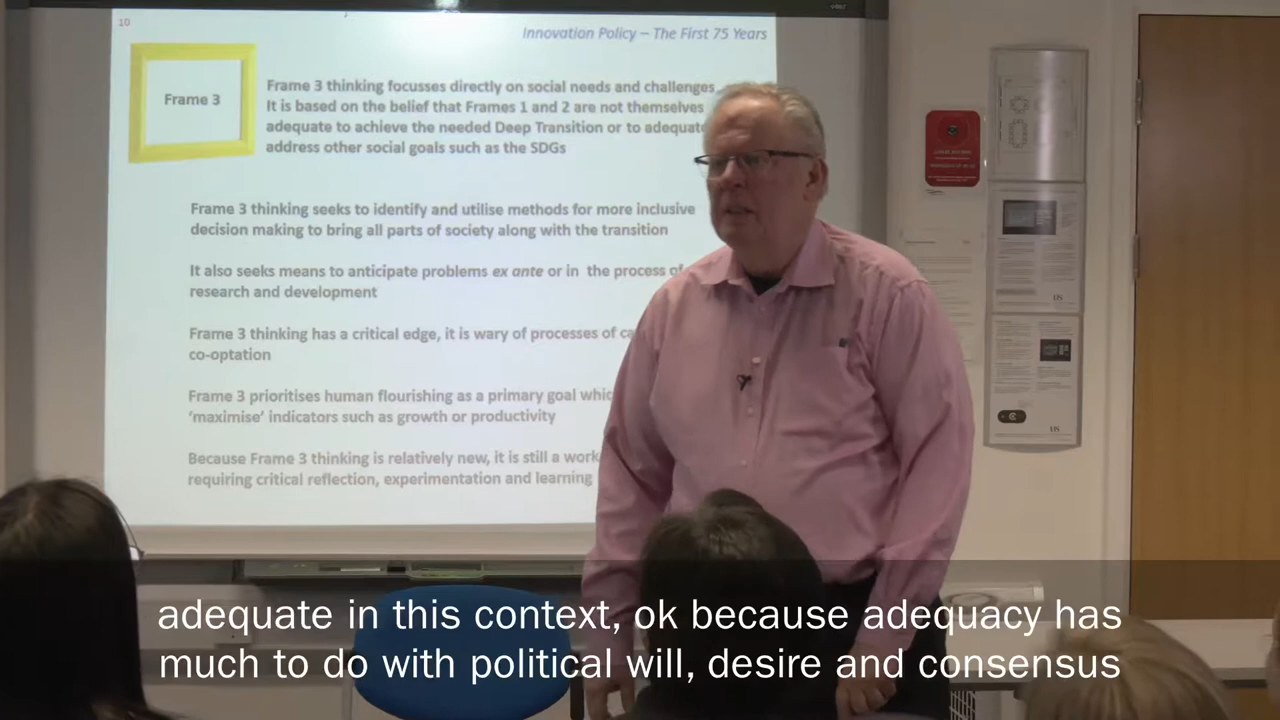 10
Innovation Policy – The First 75 Years
Frame 3
Frame 3 thinking focusses directly on social needs and challenges
It is based on the belief that Frames 1 and 2 are not themselves
adequate to achieve the needed Deep Transition or to
address other social goals such as the SDGs
Frame 3 thinking seeks to identify and utilise methods for more inclusive
decision making to bring all parts of society along with the transition
It also seeks means to anticipate problems ex ante or in the process of
research and development
Frame 3 thinking has a critical edge, it is wary of processes of
co-optation
Frame 3 prioritises human flourishing as a primary goal
'maximise' indicators such as growth or productivity
Because Frame 3 thinking is relatively new, it is still a work
requiring critical reflection, experimentation and learning
adequate in this context, ok because adequacy has
much to do with political will, desire and consensus